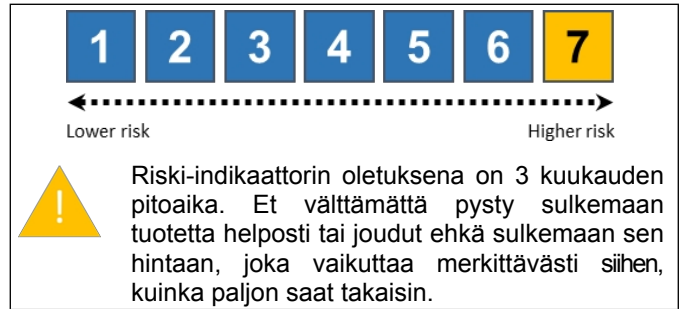 1 2 3 4 5 6 7
Lower risk Higher risk
!
Riski-indikaattorin oletuksena on 3 kuukauden
pitoaika. Et välttämättä pysty sulkemaan
tuotetta helposti tai joudut ehkä sulkemaan sen
hintaan, joka vaikuttaa merkittävästi siihen,
kuinka paljon saat takaisin.